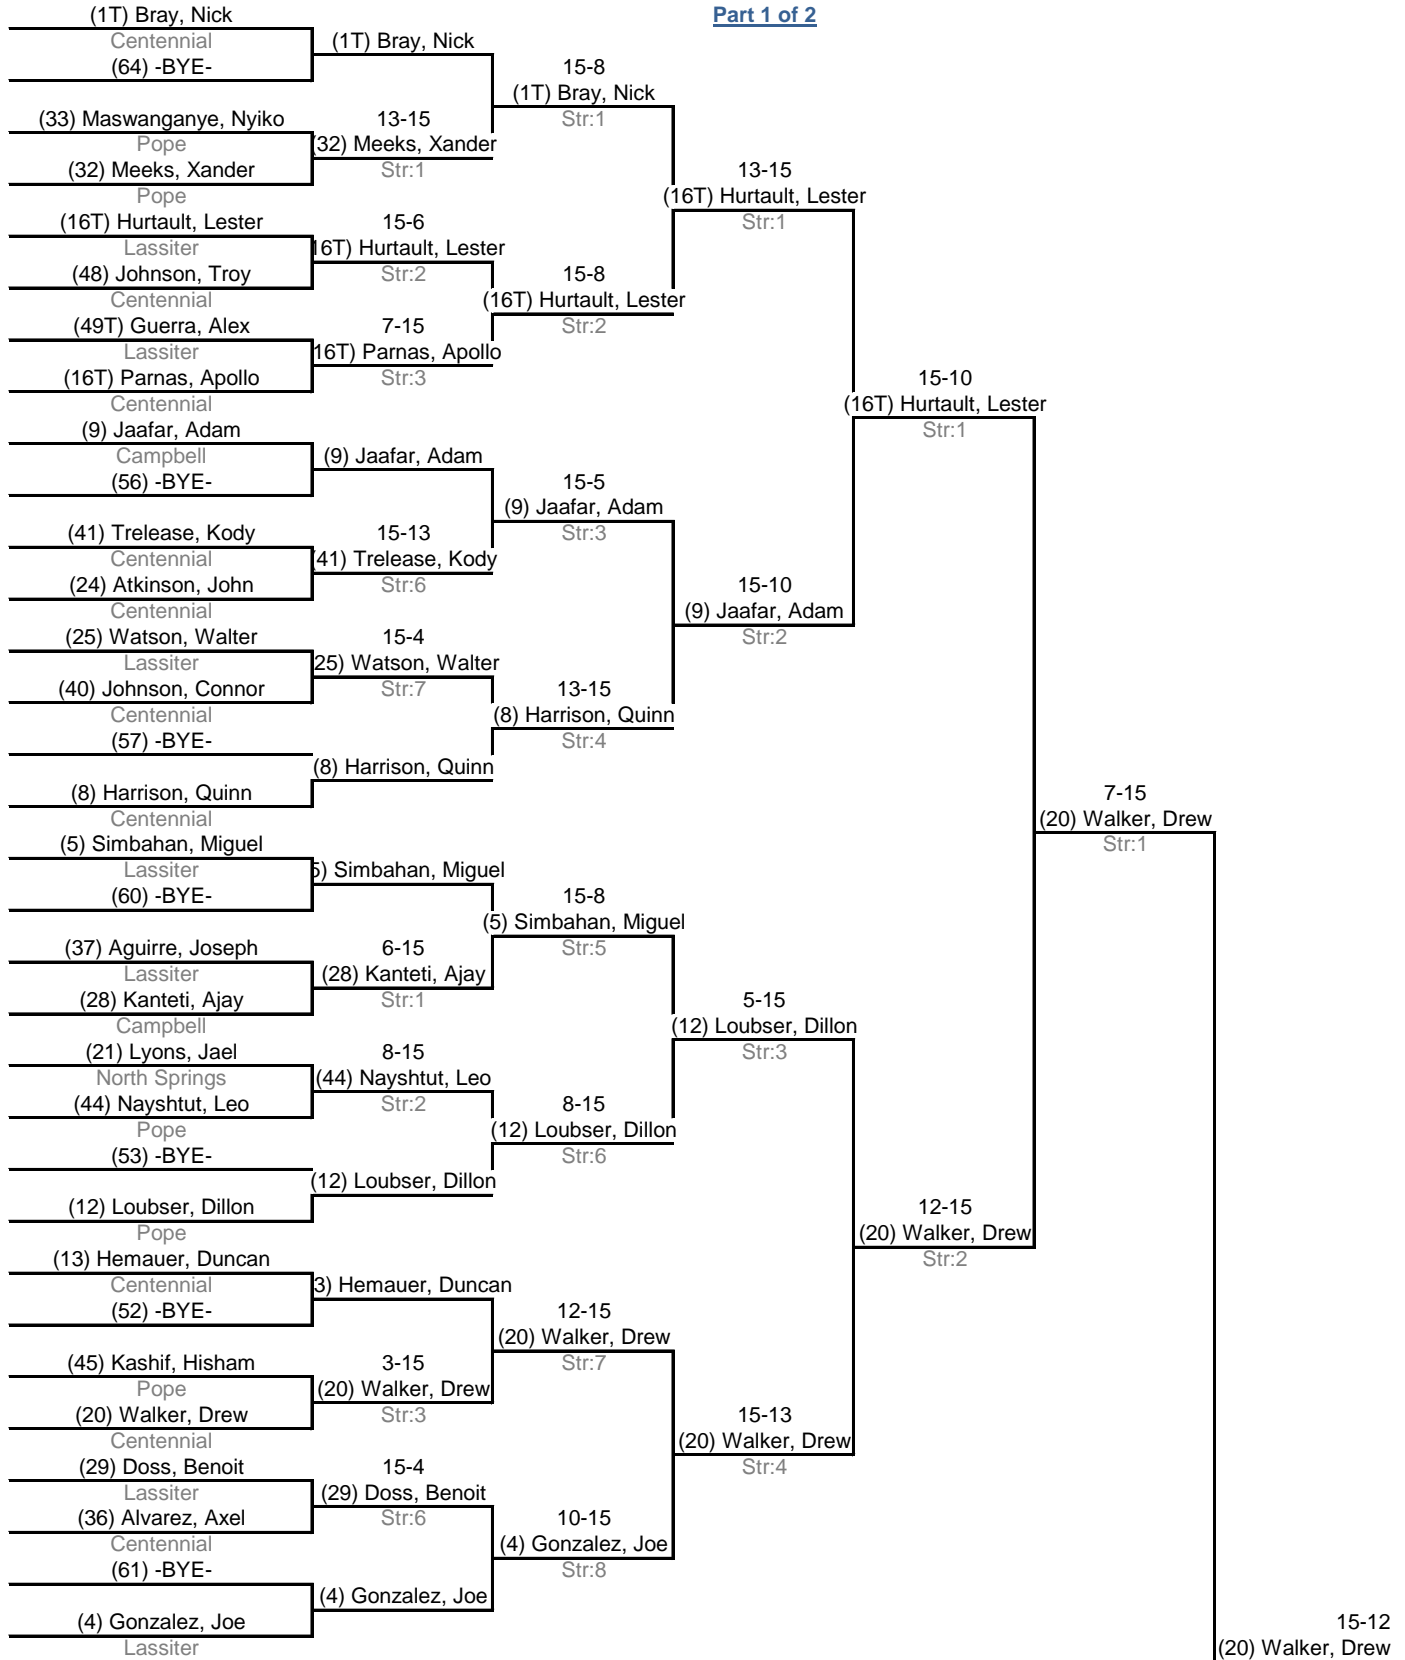 Part 1 of 2
(1T) Bray, Nick
Centennial
(64) -BYE-
(33) Maswanganye, Nyiko
Pope
(32) Meeks, Xander
Pope
(16T) Hurtault, Lester
Lassiter
(48) Johnson, Troy
Centennial
(49T) Guerra, Alex
Lassiter
(16T) Parnas, Apollo
Centennial
(9) Jaafar, Adam
Campbell
(56) -BYE-
(41) Trelease, Kody
Centennial
(24) Atkinson, John
Centennial
(25) Watson, Walter
Lassiter
(40) Johnson, Connor
Centennial
(57) -BYE-
(8) Harrison, Quinn
Centennial
(5) Simbahan, Miguel
Lassiter
(60) -BYE-
(37) Aguirre, Joseph
Lassiter
(28) Kanteti, Ajay
Campbell
(21) Lyons, Jael
North Springs
(44) Nayshtut, Leo
Pope
(53) -BYE-
(12) Loubser, Dillon
Pope
(13) Hemauer, Duncan
Centennial
(52) -BYE-
(45) Kashif, Hisham
Pope
(20) Walker, Drew
Centennial
(29) Doss, Benoit
Lassiter
(36) Alvarez, Axel
Centennial
(61) -BYE-
(4) Gonzalez, Joe
Lassiter
(1T) Bray, Nick
13-15
(32) Meeks, Xander
Str:1
15-6
16T) Hurtault, Lester
Str:2
7-15
16T) Parnas, Apollo
Str:3
(9) Jaafar, Adam
15-13
(41) Trelease, Kody
Str:6
15-4
25) Watson, Walter
Str:7
(8) Harrison, Quinn
5) Simbahan, Miguel
6-15
(28) Kanteti, Ajay
Str:1
8-15
(44) Nayshtut, Leo
Str:2
(12) Loubser, Dillon
3) Hemauer, Duncan
3-15
(20) Walker, Drew
Str:3
15-4
(29) Doss, Benoit
Str:6
(4) Gonzalez, Joe
15-8
(1T) Bray, Nick
Str:1
15-8
(16T) Hurtault, Lester
Str:2
15-5
(9) Jaafar, Adam
Str:3
13-15
(8) Harrison, Quinn
Str:4
15-8
(5) Simbahan, Miguel
Str:5
8-15
(12) Loubser, Dillon
Str:6
12-15
(20) Walker, Drew
Str:7
10-15
(4) Gonzalez, Joe
Str:8
13-15
(16T) Hurtault, Lester
Str:1
15-10
(9) Jaafar, Adam
Str:2
5-15
(12) Loubser, Dillon
Str:3
15-13
(20) Walker, Drew
Str:4
15-10
(16T) Hurtault, Lester
Str:1
12-15
(20) Walker, Drew
Str:2
7-15
(20) Walker, Drew
Str:1
15-12
(20) Walker, Drew